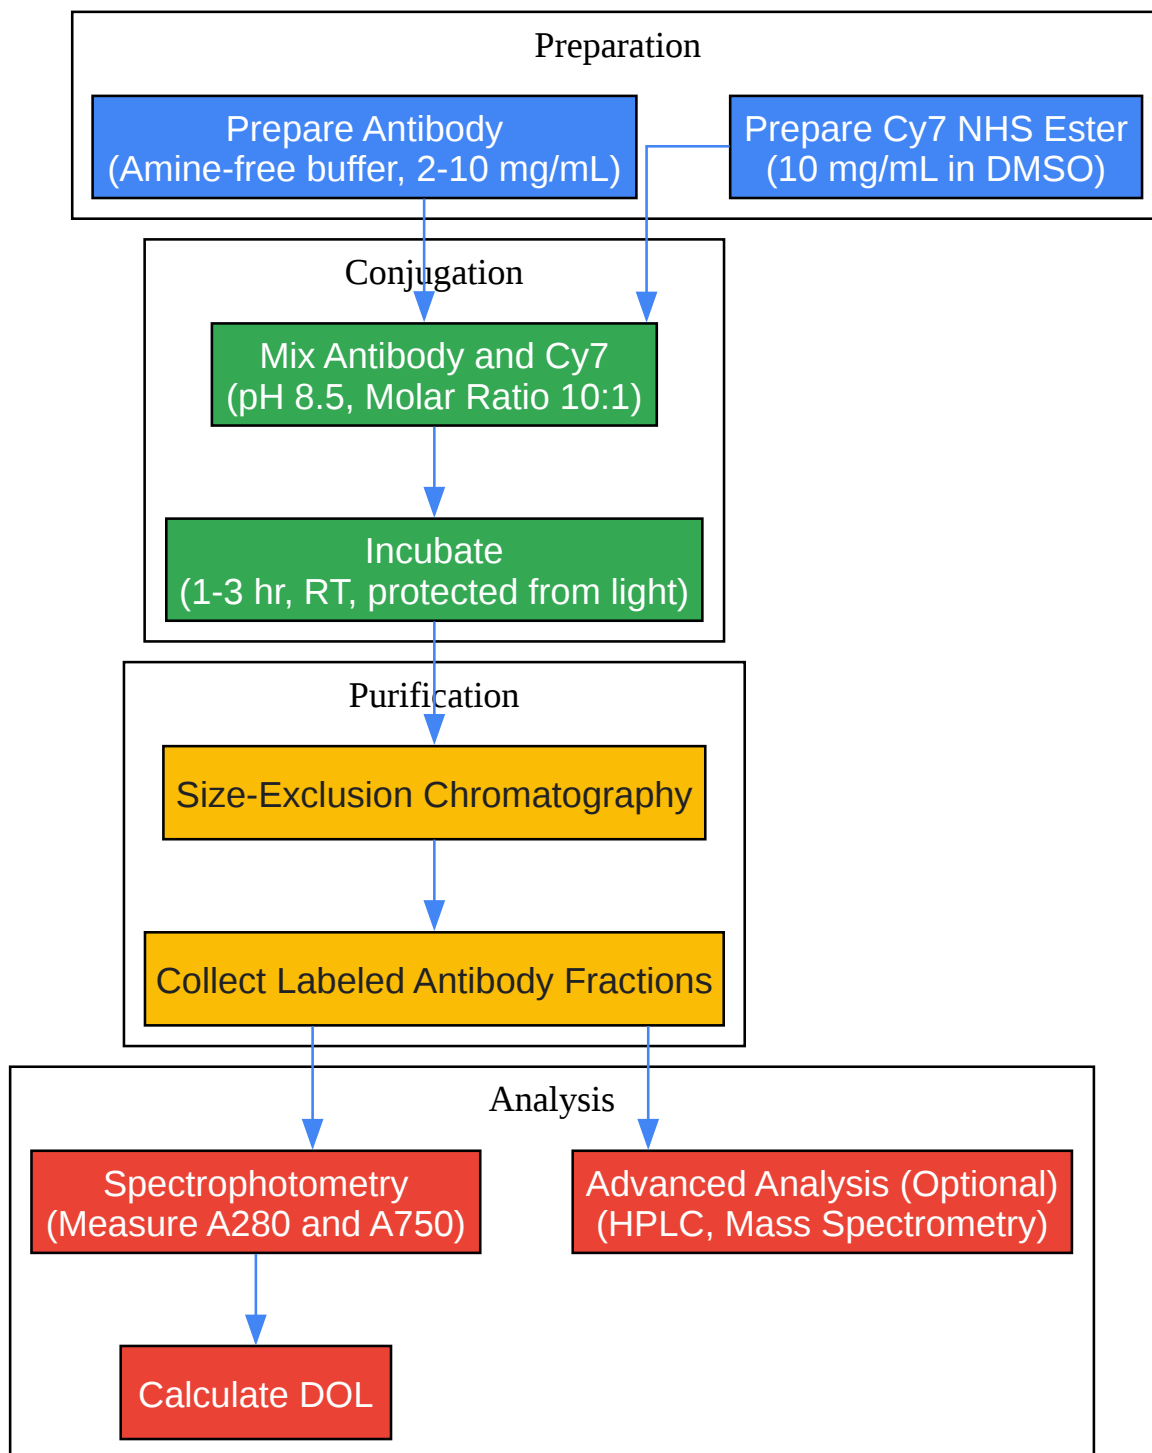 Preparation
Prepare Antibody
(Amine-free buffer, 2-10 mg/mL)
Prepare Cy7 NHS Ester
(10 mg/mL in DMSO)
Conjugation
Mix Antibody and Cy7
(pH 8.5, Molar Ratio 10:1)
Incubate
(1-3 hr, RT, protected from light)
Purification
Size-Exclusion Chromatography
Collect Labeled Antibody Fractions
Analysis
Spectrophotometry
(Measure A280 and A750)
Advanced Analysis (Optional)
(HPLC, Mass Spectrometry)
Calculate DOL